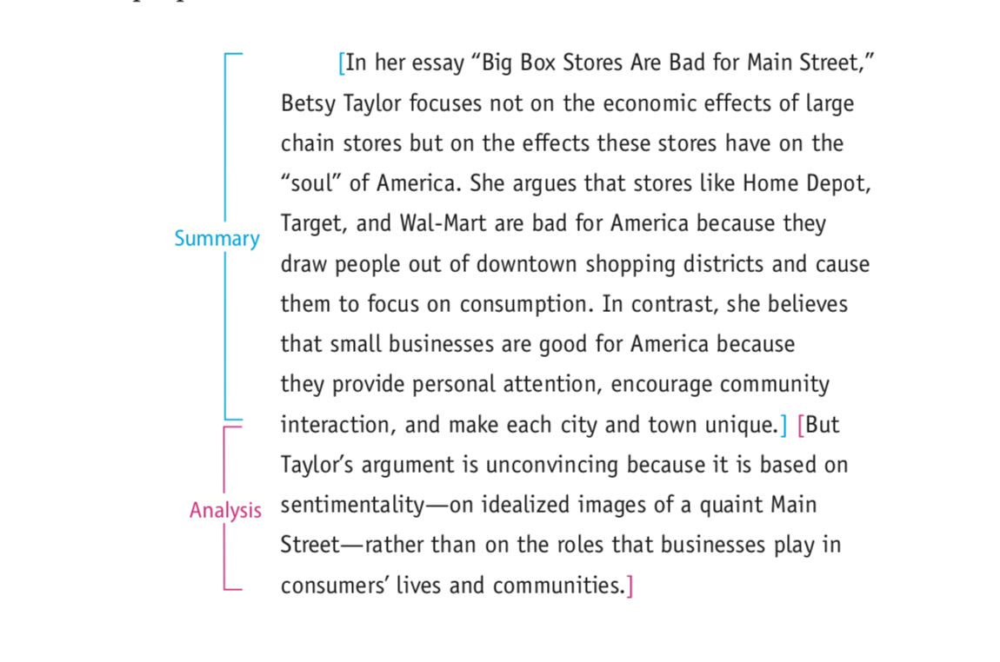 [In her essay “Big Box Stores Are Bad for Main Street,”
Betsy Taylor focuses not on the economic effects of large
chain stores but on the effects these stores have on the
“soul” of America. She argues that stores like Home Depot,
Target, and Wal-Mart are bad for America because they
Summary
draw people out of downtown shopping districts and cause
them to focus on consumption. In contrast, she believes
that small businesses are good for America because
they provide personal attention, encourage community
interaction, and make each city and town unique.] [But
Taylor’s argument is unconvincing because it is based on
Analysis
sentimentality—on idealized images of a quaint Main
Street—rather than on the roles that businesses play in
consumers’ lives and communities.]